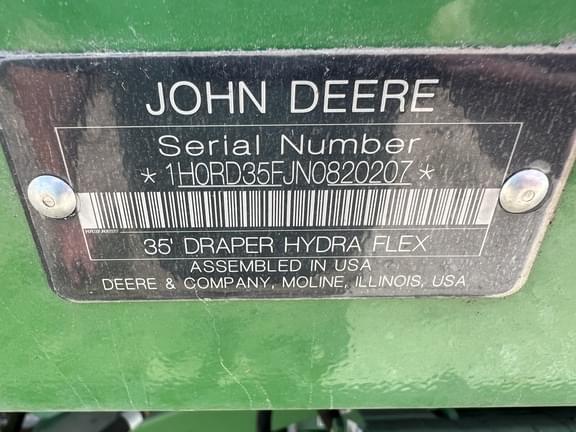 JOHN DEERE
Serial Number
*1H0RD35FJN0820207*
35' DRAPER HYDRA FLEX
ASSEMBLED IN USA
DEERE & COMPANY, MOLINE, ILLINOIS, USA